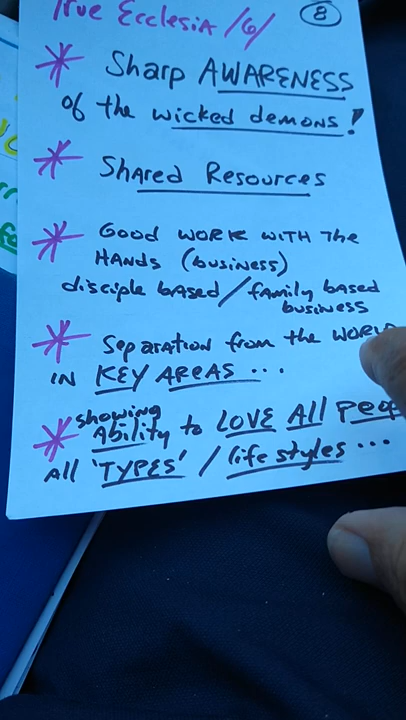 True Ecclesia /6/ 8
* Sharp AWARENESS
of the wicked demons!
* Shared Resources
* Good WORK WITH The
HANDS (business)
disciple based / family based
business
* Separation from the WORLD
IN KEY AREAS ...
* showing
Ability to LOVE All
All 'TYPES' / life styles ...